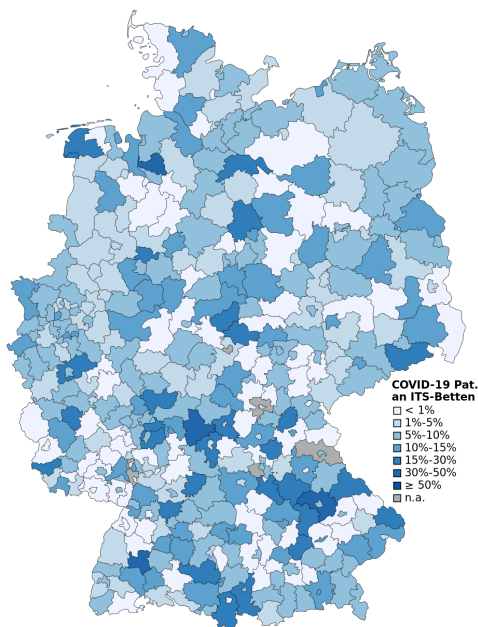 COVID-19 Pat.
an ITS-Betten
< 1%
1%-5%
5%-10%
10%-15%
15%-30%
30%-50%
≥ 50%
n.a.